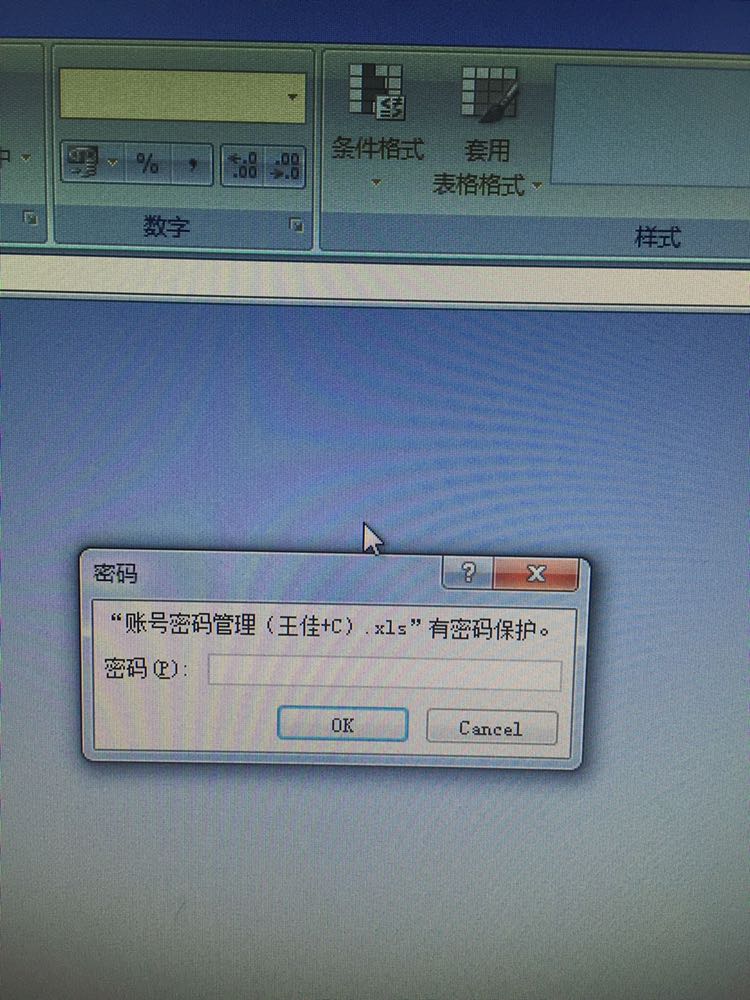 中
%
,
←.0 .00
.00 →.0
数字
条件格式
套用
表格格式
样式
密码
?
X
“账号密码管理（王佳+C）.xls”有密码保护。
密码(P):
OK
Cancel